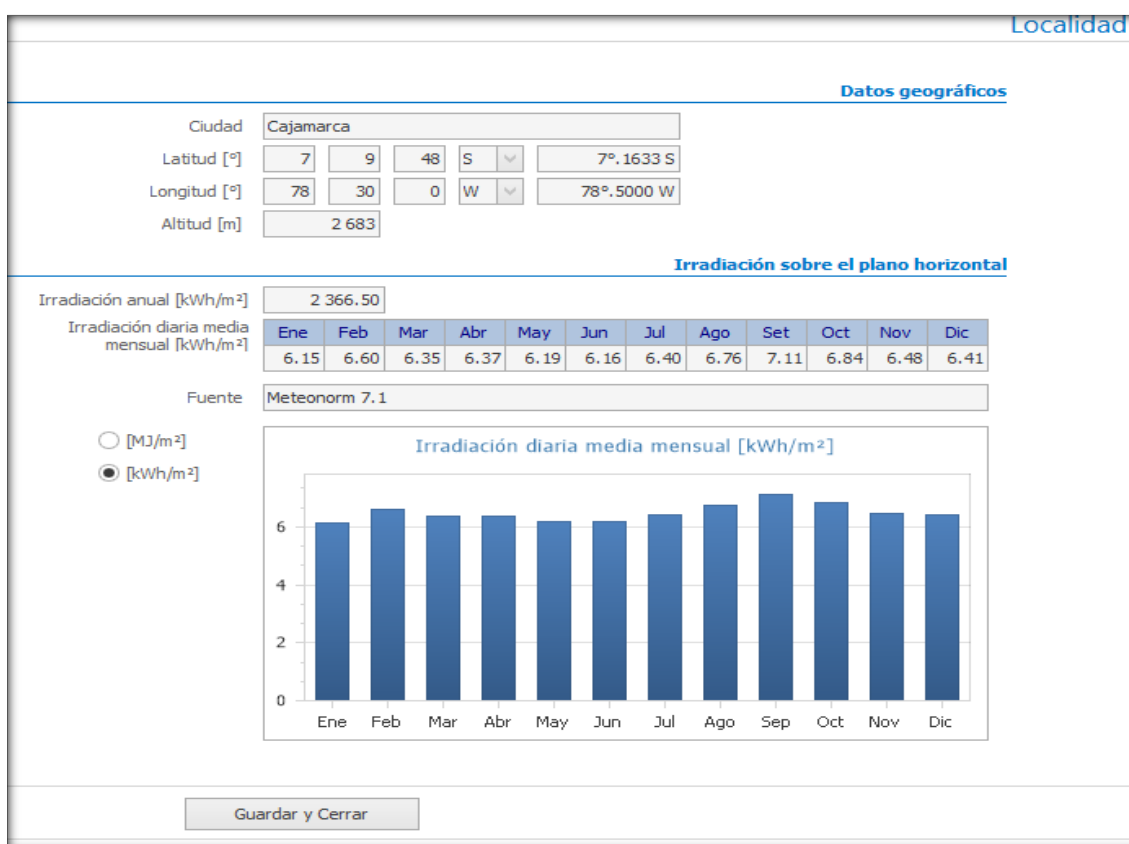 Localidad
Datos geográficos
Ciudad Cajamarca
Latitud [°] 7 9 48 S 7°.1633 S
Longitud [°] 78 30 0 W 78°.5000 W
Altitud [m] 2 683
Irradiación sobre el plano horizontal
Irradiación anual [kWh/m²] 2 366.50
Irradiación diaria media
mensual [kWh/m²]
Ene Feb Mar Abr May Jun Jul Ago Set Oct Nov Dic
6.15 6.60 6.35 6.37 6.19 6.16 6.40 6.76 7.11 6.84 6.48 6.41
Fuente Meteonorm 7.1
[MJ/m²]
[kWh/m²]
Irradiación diaria media mensual [kWh/m²]
6
4
2
0
Ene Feb Mar Abr May Jun Jul Ago Sep Oct Nov Dic
Guardar y Cerrar